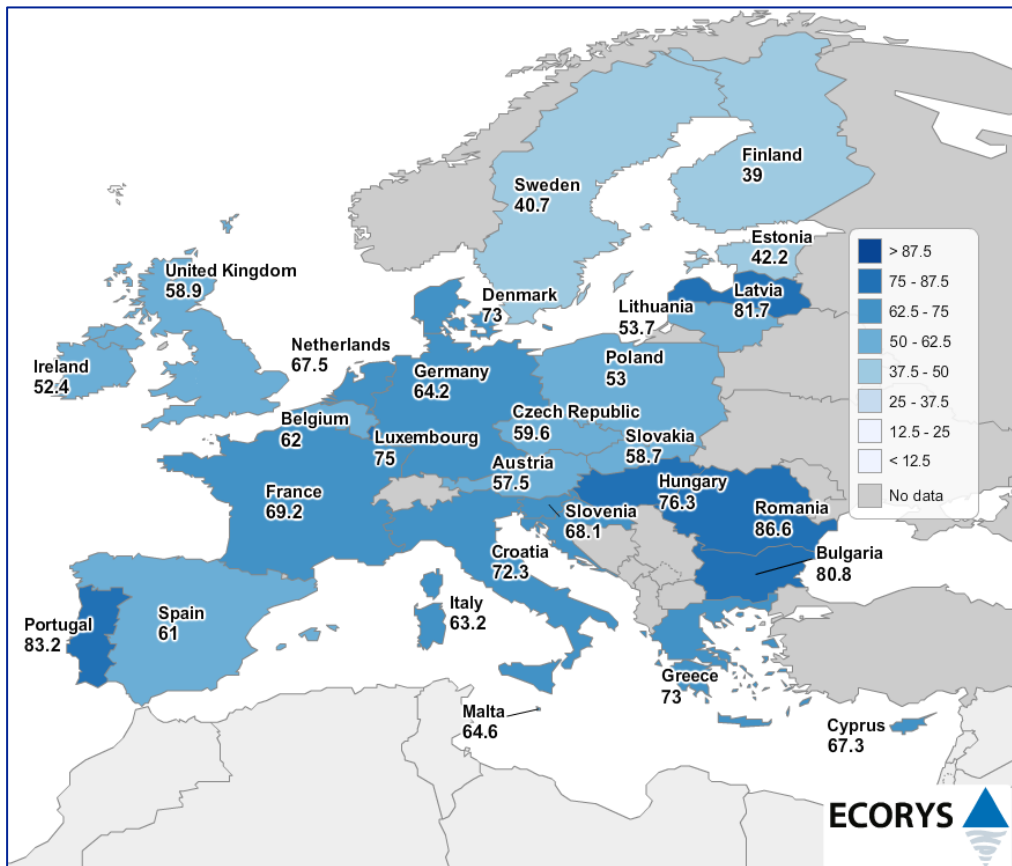 Finland
39
Sweden
40.7
Estonia
42.2
> 87.5
75 - 87.5
62.5 - 75
50 - 62.5
37.5 - 50
25 - 37.5
12.5 - 25
< 12.5
No data
United Kingdom
58.9
Denmark
73
Latvia
81.7
Lithuania
53.7
Netherlands
67.5
Ireland
52.4
Germany
64.2
Poland
53
Belgium
62
Czech Republic
59.6
Luxembourg
75
Slovakia
58.7
Austria
57.5
Hungary
76.3
France
69.2
Romania
86.6
Slovenia
68.1
Croatia
72.3
Bulgaria
80.8
Italy
63.2
Spain
61
Portugal
83.2
Greece
73
Malta
64.6
Cyprus
67.3
ECORYS